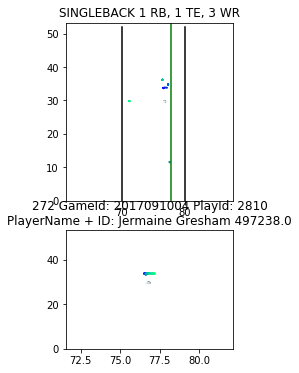 SINGLEBACK 1 RB, 1 TE, 3 WR
50
40
30
20
10
0
70 80
272 GameId: 2017091004 PlayId: 2810
PlayerName + ID: Jermaine Gresham 497238.0
40
20
0
72.5 75.0 77.5 80.0